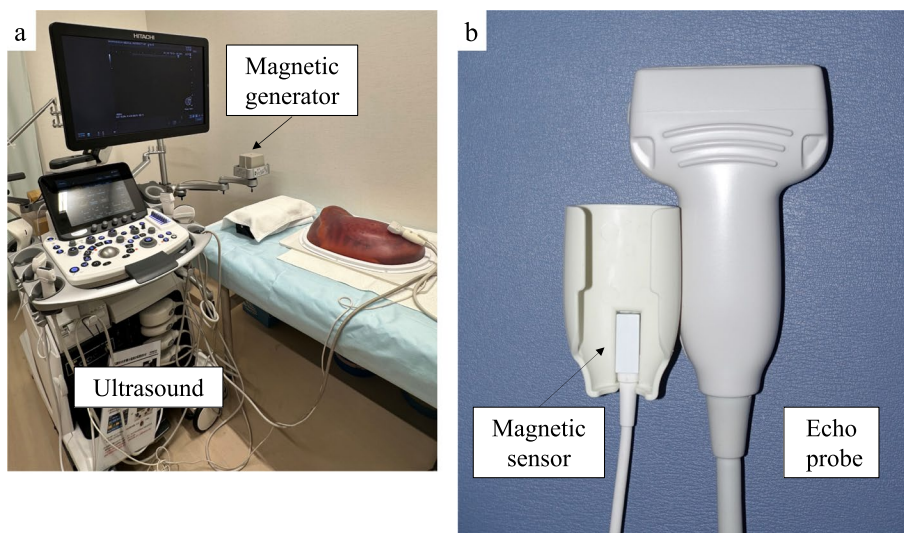 a
HITACHI
Magnetic
generator
Ultrasound
b
Magnetic
sensor
Echo
probe